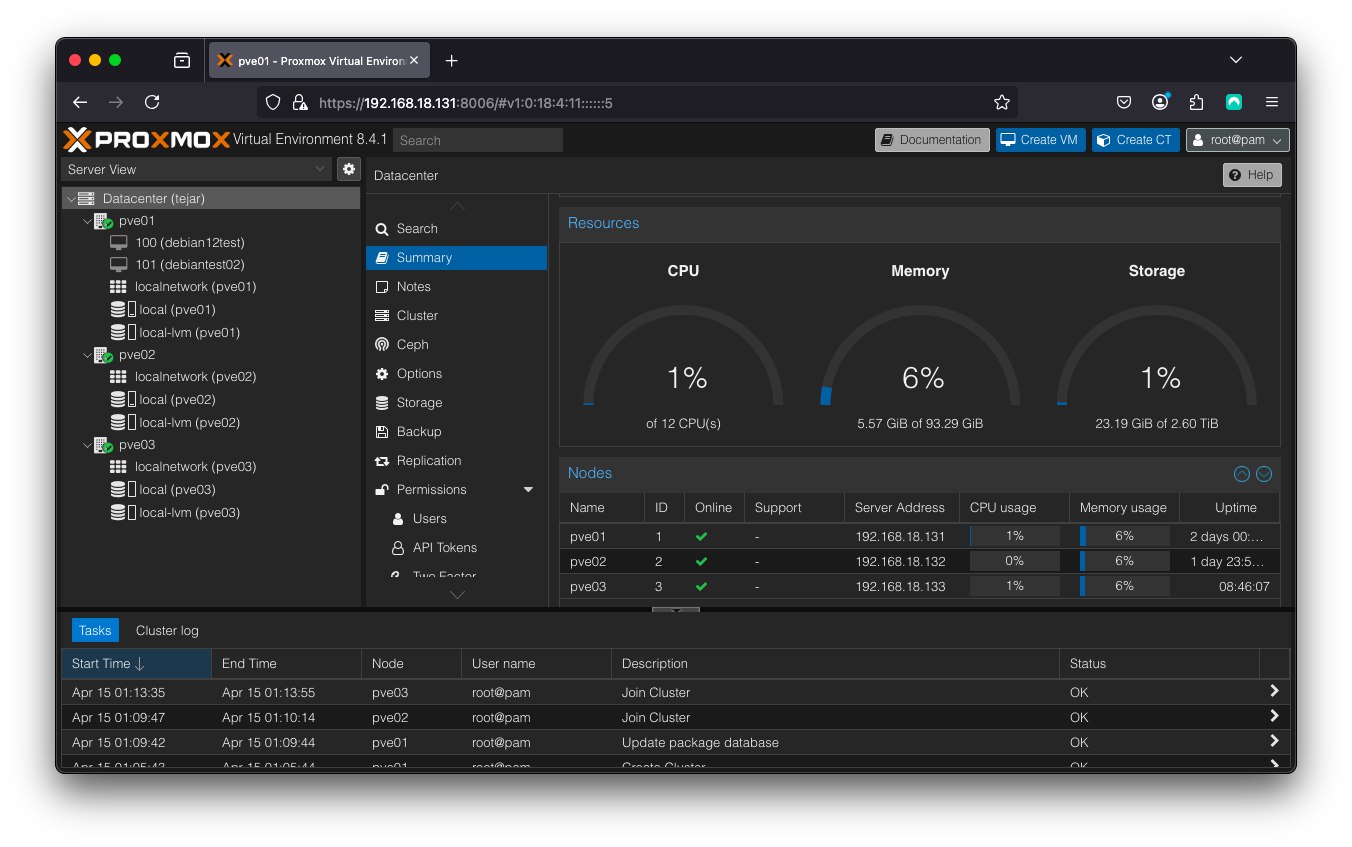 pve01 - Proxmox Virtual Environ
https://192.168.18.131:8006/#v1:0:18:4:11::::::5
PROXMOX Virtual Environment 8.4.1 Search Documentation Create VM Create CT root@pam
Server View
Datacenter (tejar)
pve01
100 (debian12test)
101 (debiantest02)
localnetwork (pve01)
local (pve01)
local-lvm (pve01)
pve02
localnetwork (pve02)
local (pve02)
local-lvm (pve02)
pve03
localnetwork (pve03)
local (pve03)
local-lvm (pve03)
Datacenter Help
Search
Summary
Notes
Cluster
Ceph
Options
Storage
Backup
Replication
Permissions
Users
API Tokens
Two Factor
Resources
CPU Memory Storage
1% 6% 1%
of 12 CPU(s) 5.57 GiB of 93.29 GiB 23.19 GiB of 2.60 TiB
Nodes
Name ID Online Support Server Address CPU usage Memory usage Uptime
pve01 1 - 192.168.18.131 1% 6% 2 days 00:...
pve02 2 - 192.168.18.132 0% 6% 1 day 23:5...
pve03 3 - 192.168.18.133 1% 6% 08:46:07
Tasks Cluster log
Start Time End Time Node User name Description Status
Apr 15 01:13:35 Apr 15 01:13:55 pve03 root@pam Join Cluster OK
Apr 15 01:09:47 Apr 15 01:10:14 pve02 root@pam Join Cluster OK
Apr 15 01:09:42 Apr 15 01:09:44 pve01 root@pam Update package database OK
Apr 15 01:05:43 Apr 15 01:05:44 pve01 root@pam Create Cluster OK